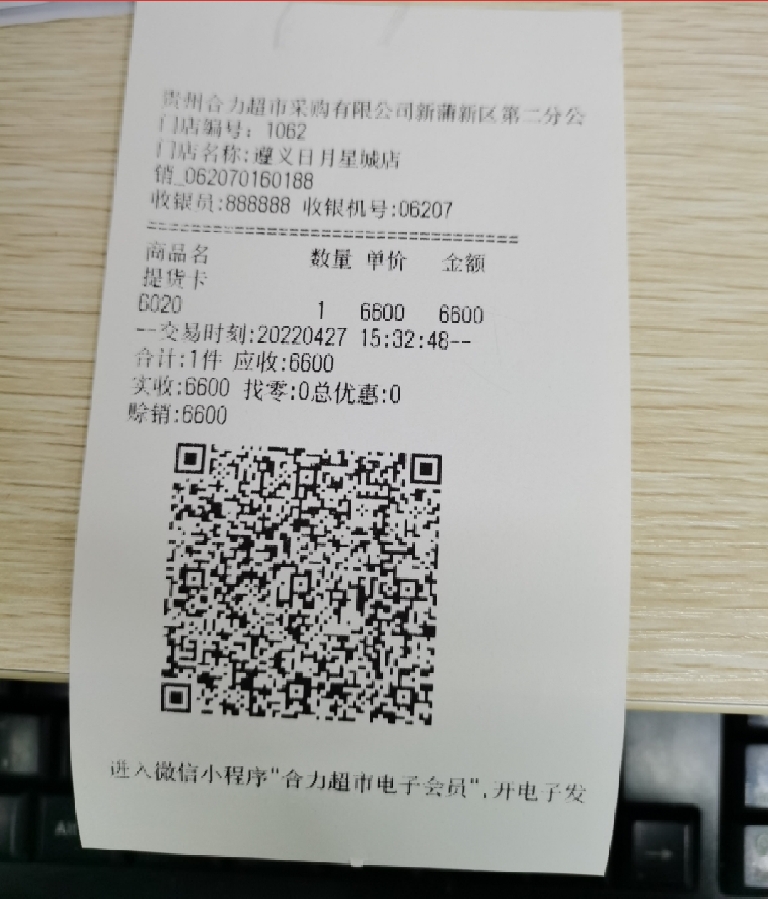 贵州合力超市采购有限公司新蒲新区第二分公
门店编号：1062
门店名称:遵义日月星城店
销_062070160188
收银员:888888 收银机号:06207
==================================
商品名 数量 单价 金额
提货卡
6020 1 6600 6600
--交易时刻:20220427 15:32:48--
合计:1件 应收:6600
实收:6600 找零:0总优惠:0
赊销:6600
进入微信小程序"合力超市电子会员",开电子发